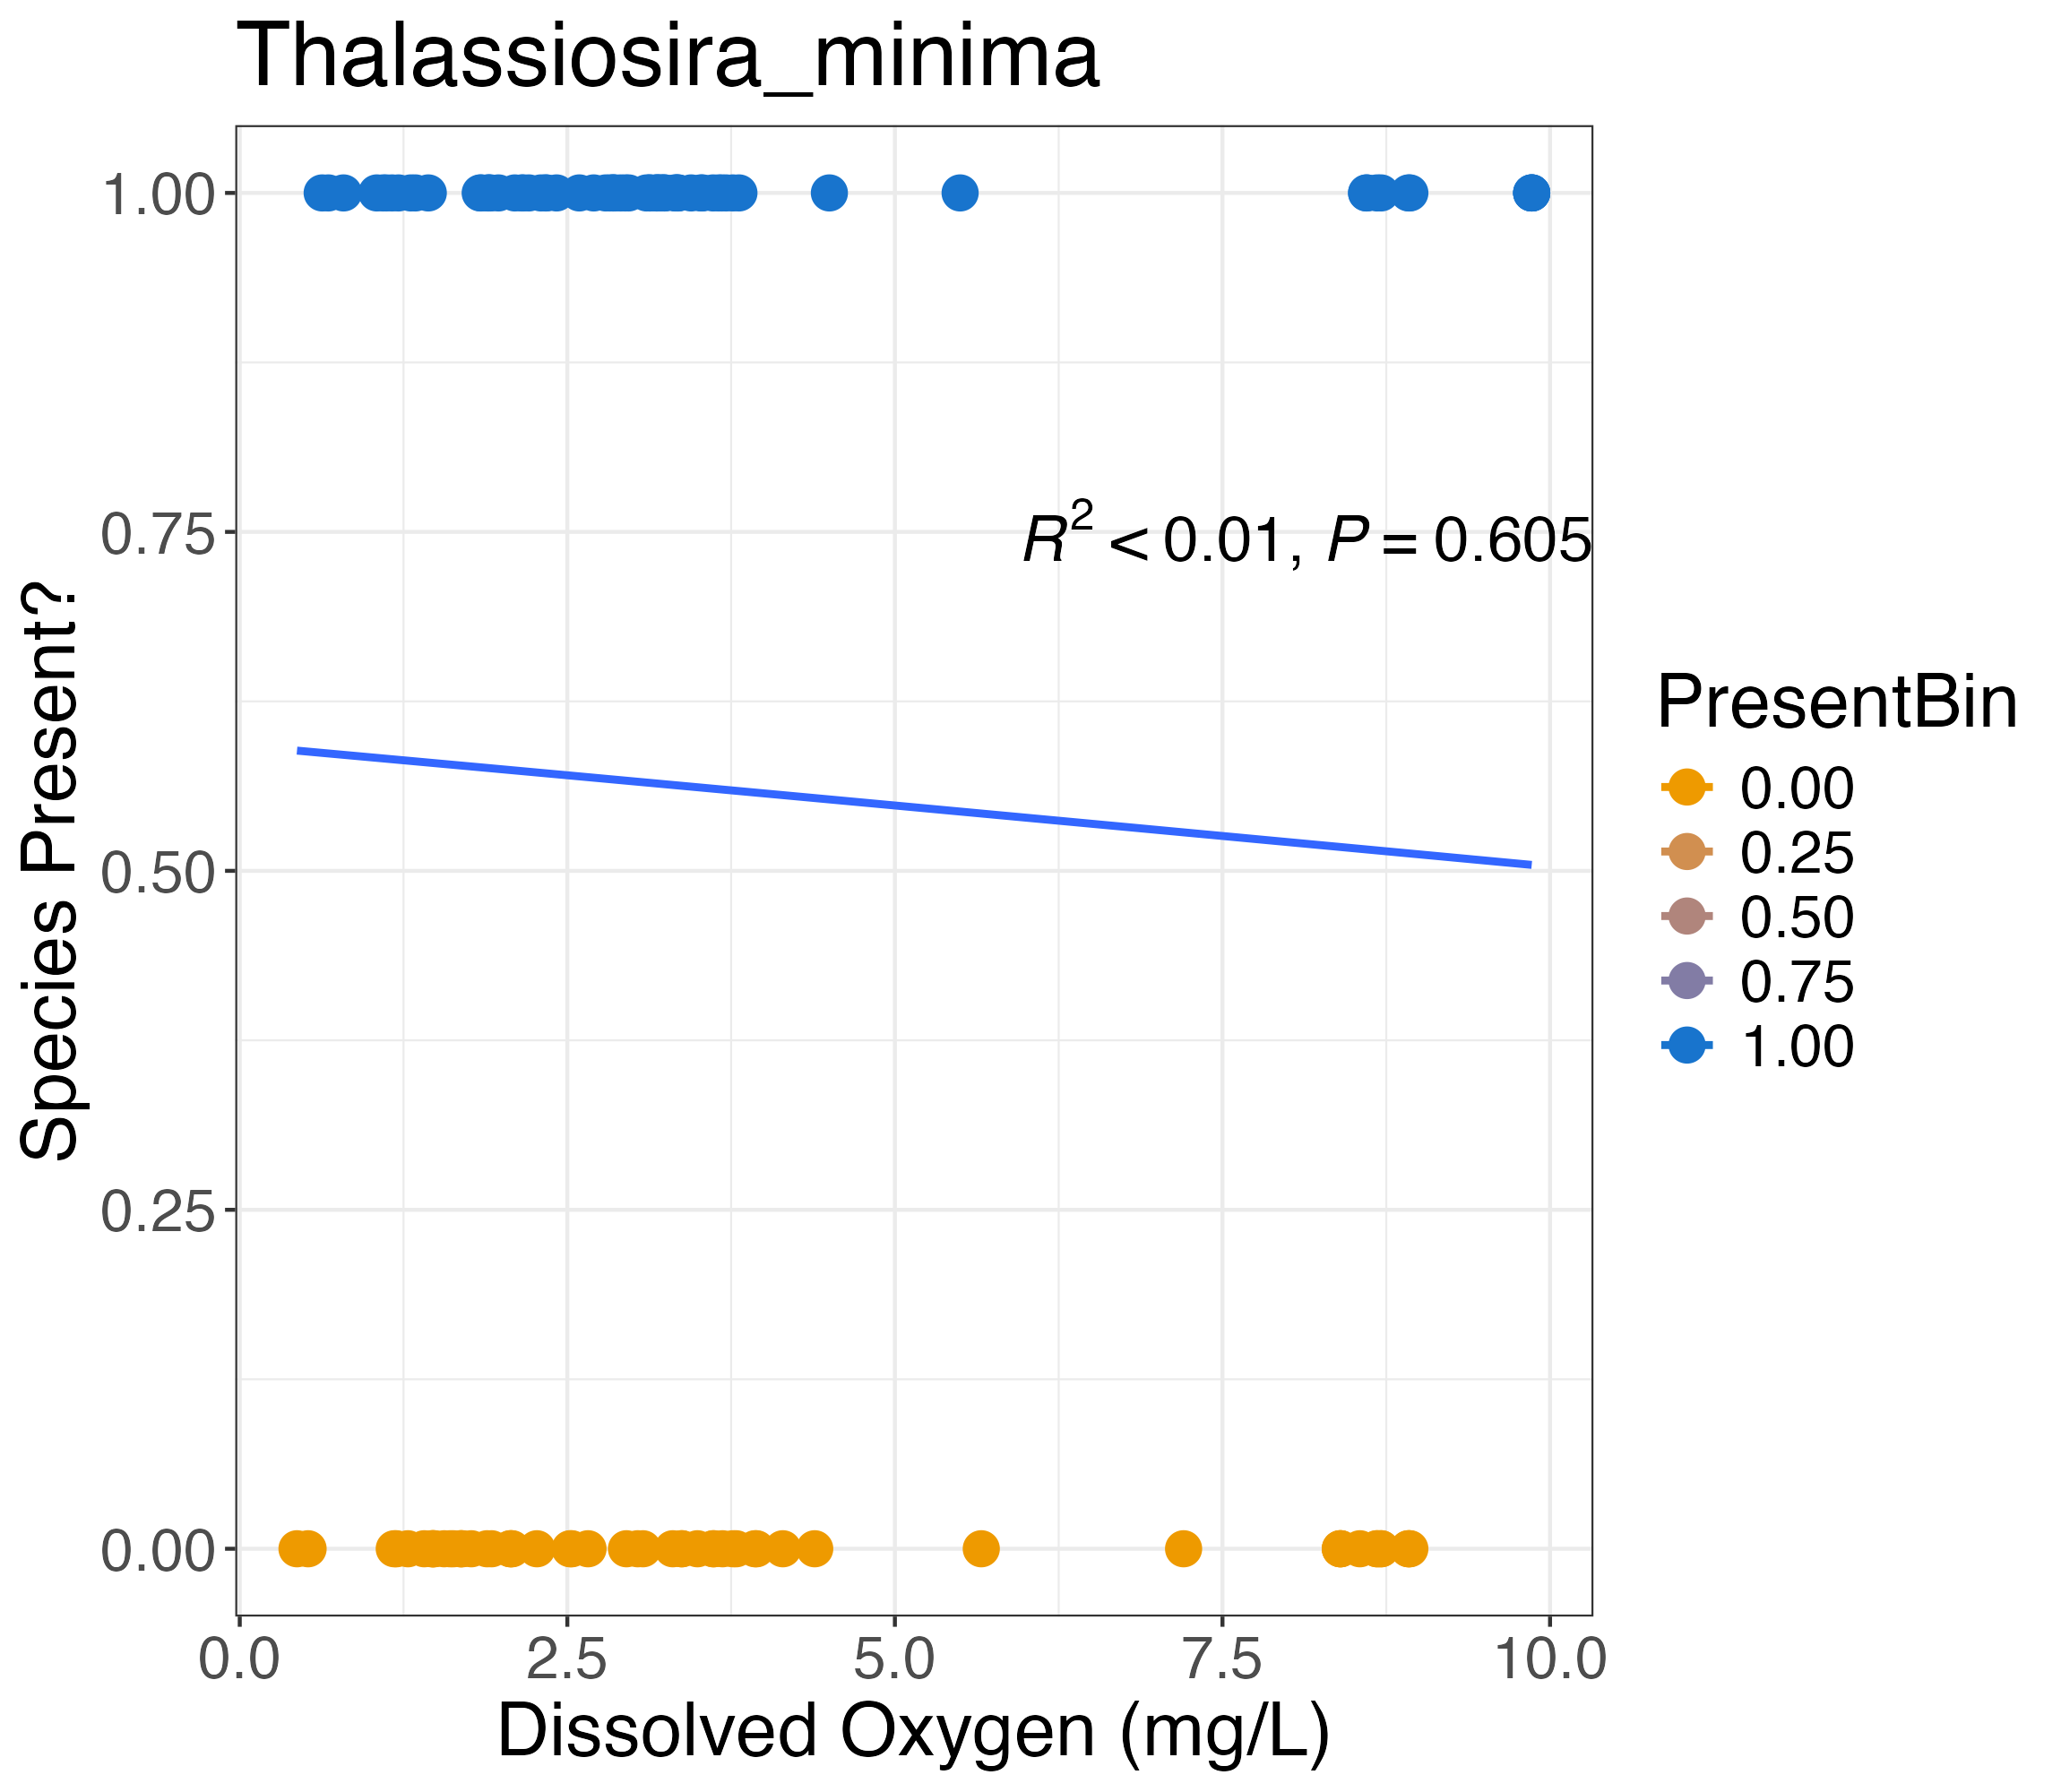 Thalassiosira_minima
1.00
0.75
0.50
0.25
0.00
Species Present?
R² < 0.01, P = 0.605
0.0 2.5 5.0 7.5 10.0
Dissolved Oxygen (mg/L)
PresentBin
0.00
0.25
0.50
0.75
1.00